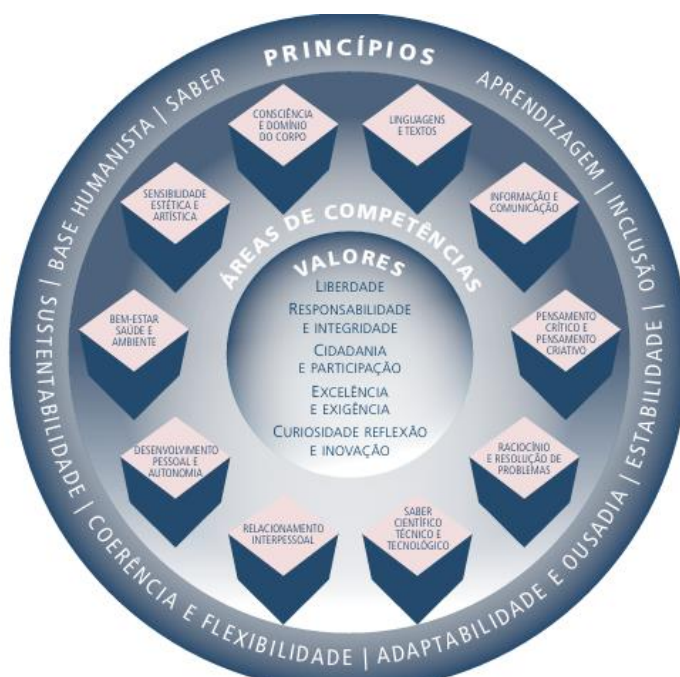 PRINCÍPIOS
SABER
BASE HUMANISTA |
SUSTENTABILIDADE |
COERÊNCIA E FLEXIBILIDADE |
ADAPTABILIDADE E OUSADIA |
ESTABILIDADE |
INCLUSÃO |
APRENDIZAGEM |
ÁREAS DE COMPETÊNCIAS
CONSCIÊNCIA
E DOMÍNIO
DO CORPO
LINGUAGENS
E TEXTOS
INFORMAÇÃO E
COMUNICAÇÃO
PENSAMENTO
CRÍTICO E
PENSAMENTO
CRIATIVO
RACIOCÍNIO
E RESOLUÇÃO DE
PROBLEMAS
SABER
CIENTÍFICO
TÉCNICO E
TECNOLÓGICO
RELACIONAMENTO
INTERPESSOAL
DESENVOLVIMENTO
PESSOAL E
AUTONOMIA
BEM-ESTAR
SAÚDE E
AMBIENTE
SENSIBILIDADE
ESTÉTICA E
ARTÍSTICA
VALORES
LIBERDADE
RESPONSABILIDADE
E INTEGRIDADE
CIDADANIA
E PARTICIPAÇÃO
EXCELÊNCIA
E EXIGÊNCIA
CURIOSIDADE REFLEXÃO
E INOVAÇÃO